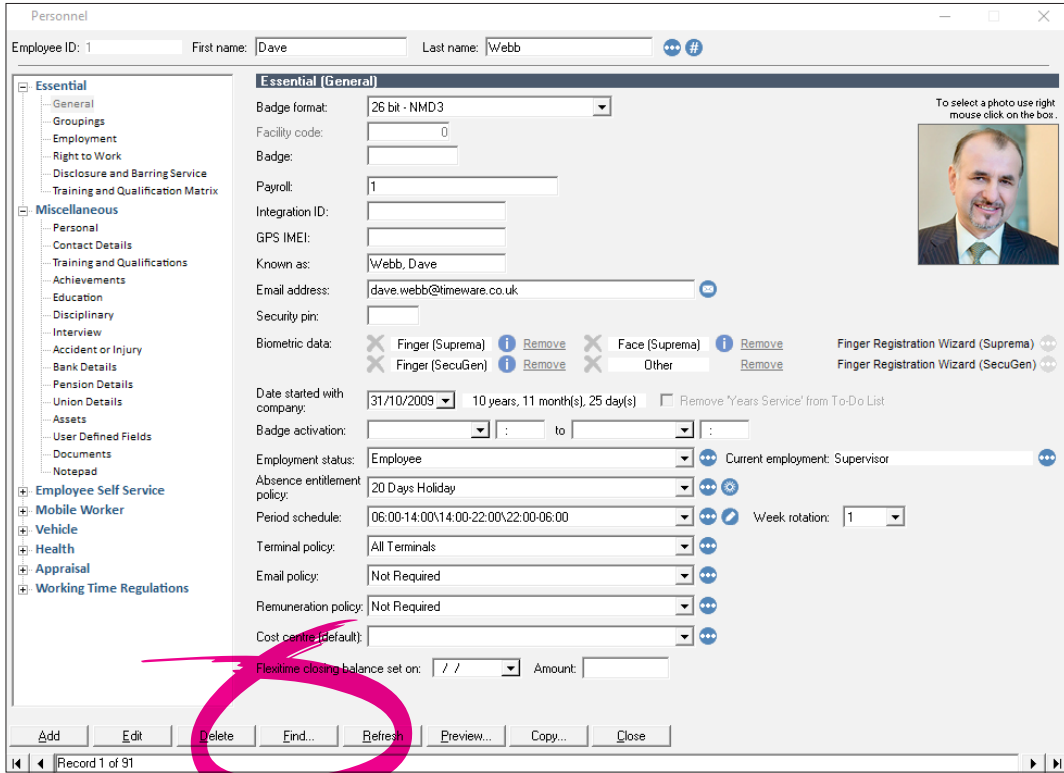 Personnel
Employee ID: 1 First name: Dave Last name: Webb #
Essential
General
Groupings
Employment
Right to Work
Disclosure and Barring Service
Training and Qualification Matrix
Miscellaneous
Personal
Contact Details
Training and Qualifications
Achievements
Education
Disciplinary
Interview
Accident or Injury
Bank Details
Pension Details
Union Details
Assets
User Defined Fields
Documents
Notepad
Employee Self Service
Mobile Worker
Vehicle
Health
Appraisal
Working Time Regulations
Essential (General)
To select a photo use right
mouse click on the box.
Badge format: 26 bit - NMD3
Facility code: 0
Badge:
Payroll: 1
Integration ID:
GPS IMEI:
Known as: Webb, Dave
Email address: dave.webb@timeware.co.uk
Security pin:
Biometric data: Finger (Suprema) i Remove Face (Suprema) i Remove Finger Registration Wizard (Suprema)
Finger (SecuGen) i Remove Other Remove Finger Registration Wizard (SecuGen)
Date started with
company: 31/10/2009 10 years, 11 month(s), 25 day(s) Remove 'Years Service' from To-Do List
Badge activation: : to :
Employment status: Employee Current employment: Supervisor
Absence entitlement
policy: 20 Days Holiday
Period schedule: 06:00-14:00\14:00-22:00\22:00-06:00 Week rotation: 1
Terminal policy: All Terminals
Email policy: Not Required
Remuneration policy: Not Required
Cost centre (default):
Flexitime closing balance set on: / / Amount:
Add Edit Delete Find... Refresh Preview... Copy... Close
Record 1 of 91